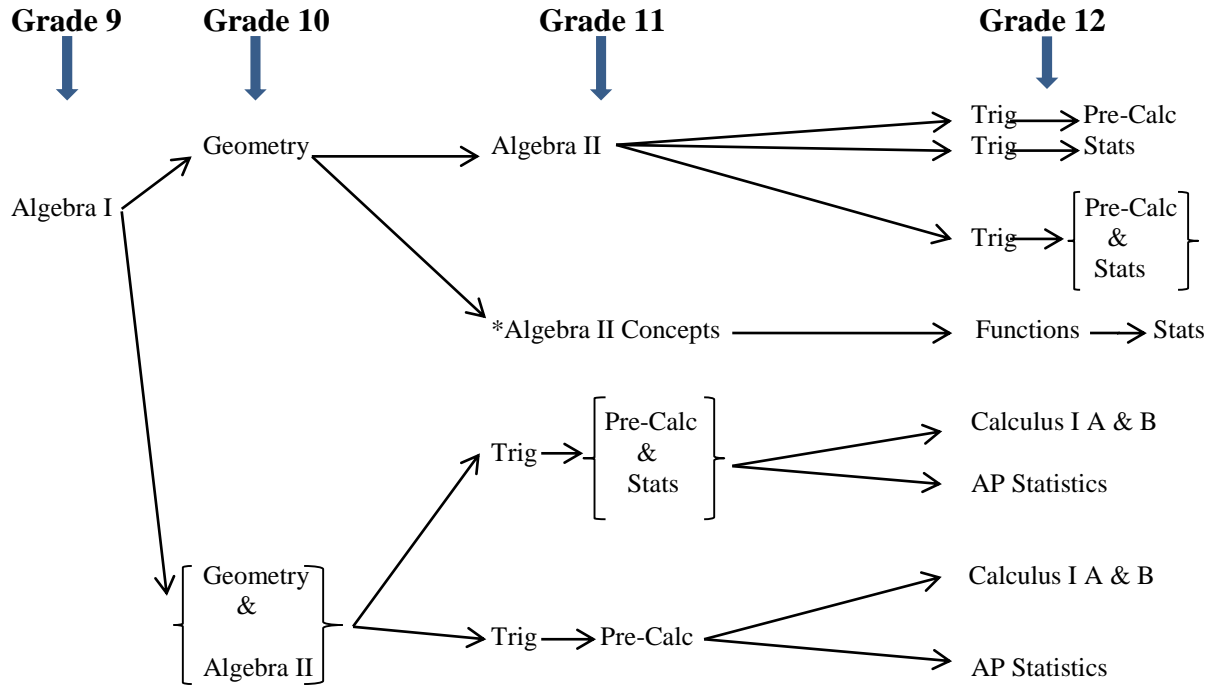 Grade 9 Grade 10 Grade 11 Grade 12
Trig Pre-Calc
Geometry Algebra II Trig Stats
Algebra I
Pre-Calc
Trig &
Stats
*Algebra II Concepts Functions Stats
Pre-Calc
Calculus I A & B
Trig &
Stats
AP Statistics
Geometry
Calculus I A & B
&
Trig Pre-Calc
Algebra II
AP Statistics